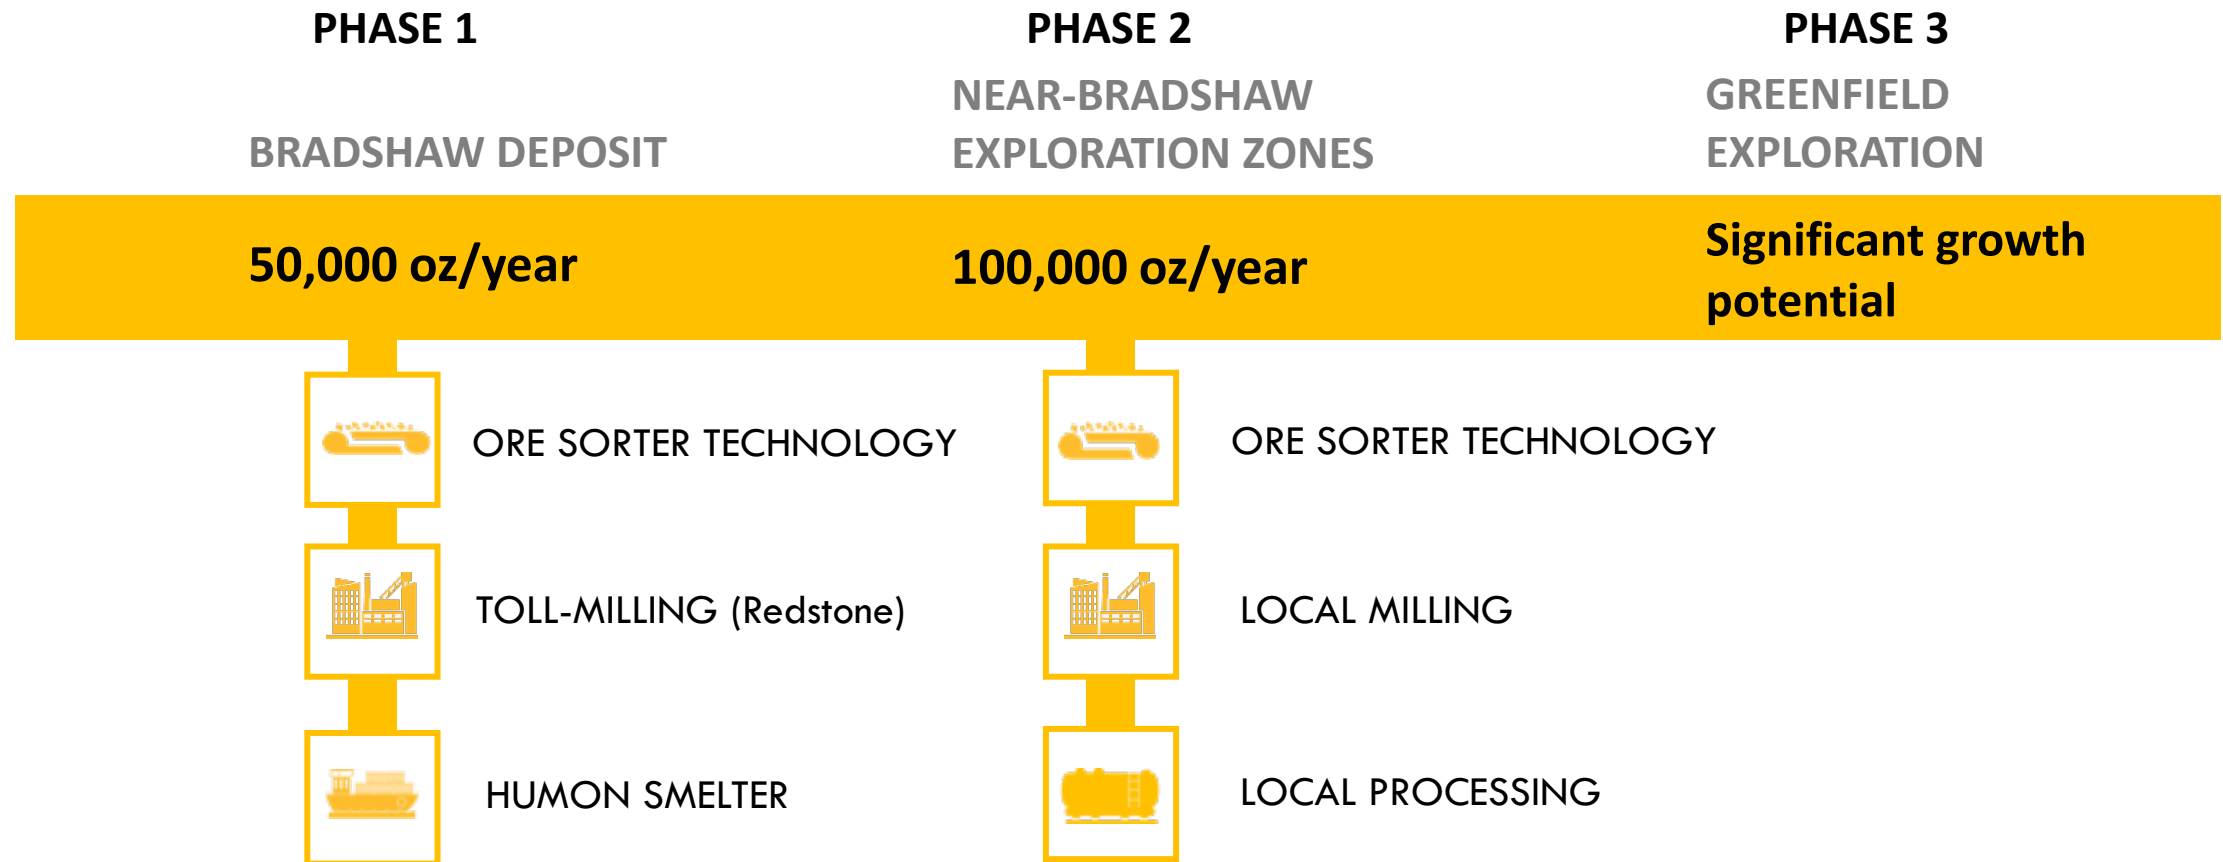 PHASE 1
PHASE 2
PHASE 3
BRADSHAW DEPOSIT
NEAR-BRADSHAW
EXPLORATION ZONES
GREENFIELD
EXPLORATION
50,000 oz/year
100,000 oz/year
Significant growth
potential
ORE SORTER TECHNOLOGY
ORE SORTER TECHNOLOGY
TOLL-MILLING (Redstone)
LOCAL MILLING
HUMON SMELTER
LOCAL PROCESSING